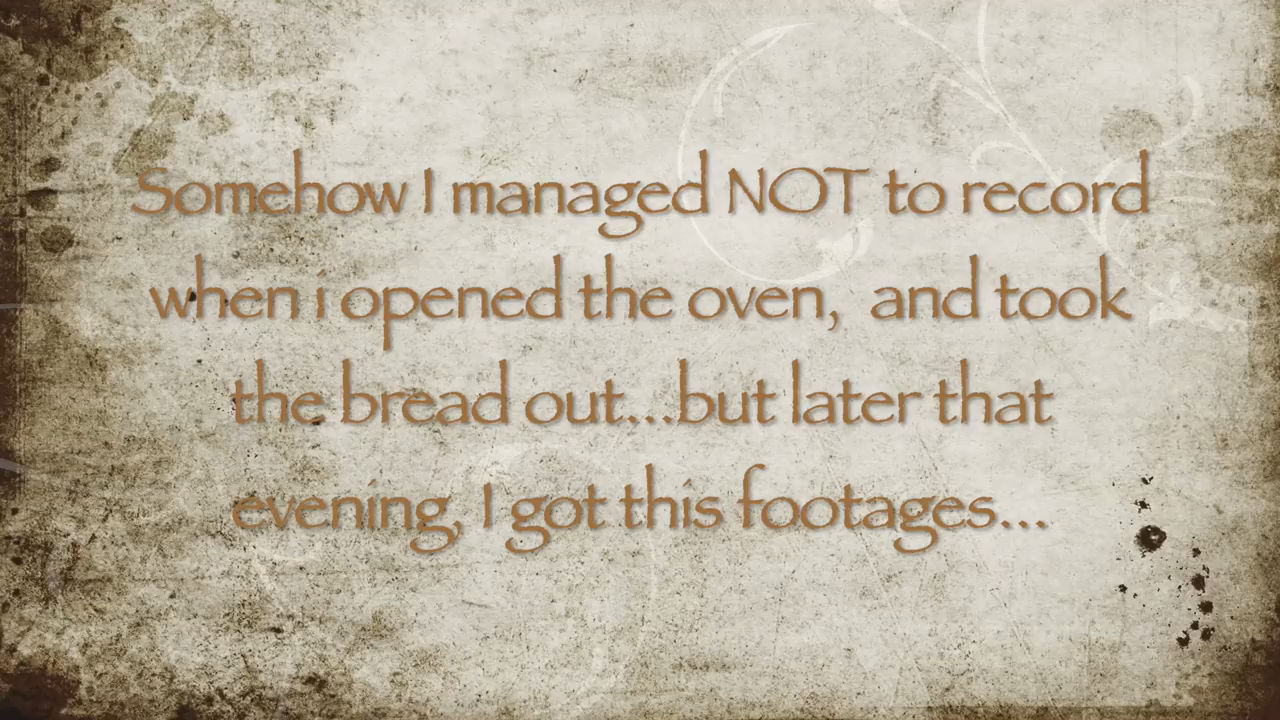 Somehow I managed NOT to record
when i opened the oven,  and took
the bread out...but later that
evening, I got this footages...